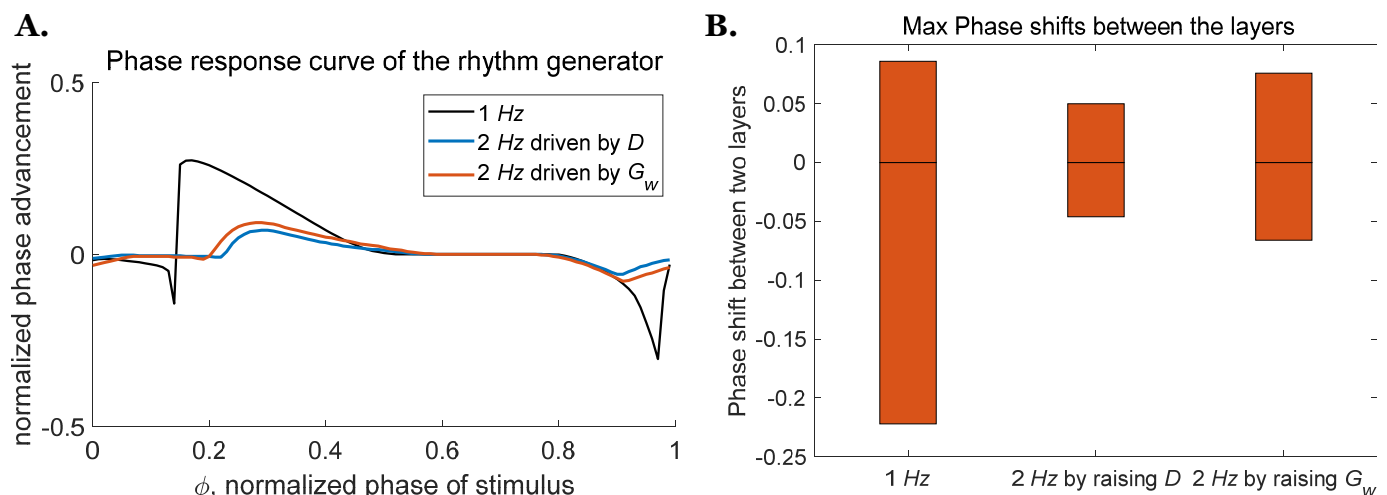 A.
Phase response curve of the rhythm generator
normalized phase advancement
0.5
0
-0.5
1 Hz
2 Hz driven by D
2 Hz driven by Gw
0 0.2 0.4 0.6 0.8 1
ϕ, normalized phase of stimulus
B.
Max Phase shifts between the layers
Phase shift between two layers
0.1
0.05
0
-0.05
-0.1
-0.15
-0.2
-0.25
1 Hz 2 Hz by raising D 2 Hz by raising Gw